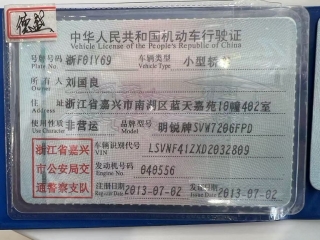 中华人民共和国机动车行驶证
Vehicle License of the People's Republic of China
号牌号码 浙F01Y69 车辆类型 小型轿车
Plate No. Vehicle Type
所有人 刘国良
Owner
住址 浙江省嘉兴市南湖区蓝天嘉苑10幢402室
Address
使用性质 非营运 品牌型号 明锐牌SVW7206FPD
Use Character Model
浙江省嘉兴
市公安局交
通警察支队
车辆识别代号 LSVNF41ZXD2032809
VIN
发动机号码 040556
Engine No.
注册日期 2013-07-02 发证日期 2013-07-02
Register Date Issue Date